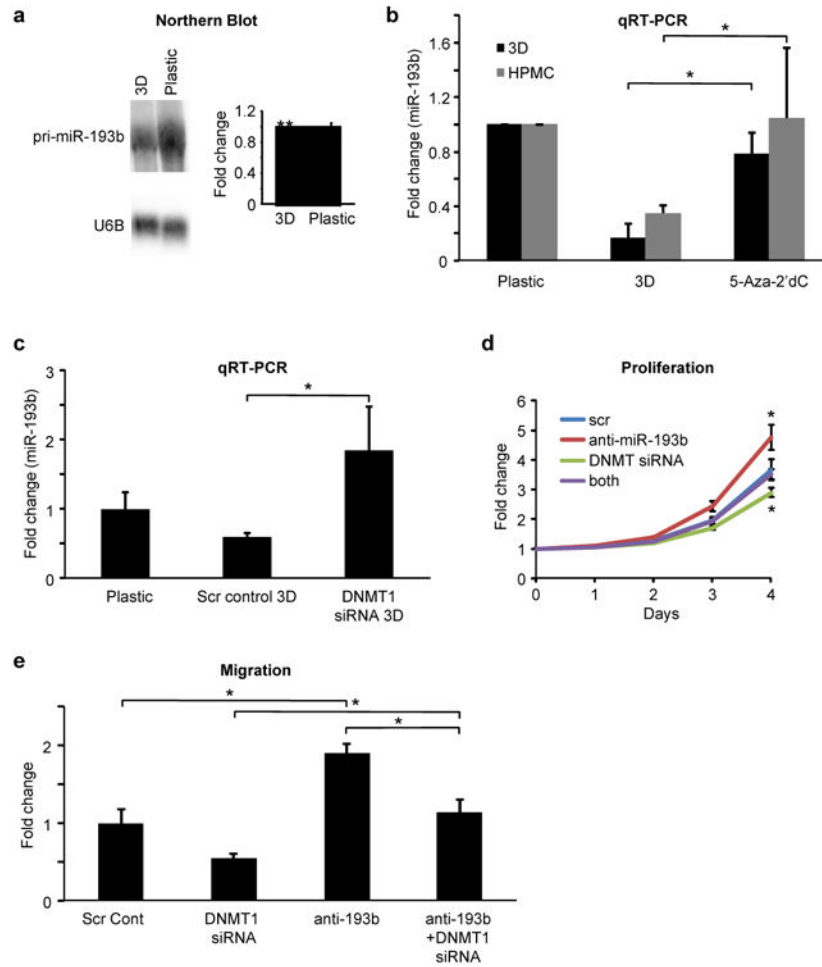 a
Northern Blot
3D
Plastic
pri-miR-193b
U6B
Fold change
1.2
0.8
0.4
0
**
3D Plastic
b
qRT-PCR
Fold change (miR-193b)
1.6
1.2
0.8
0.4
0
3D
HPMC
*
*
Plastic 3D 5-Aza-2'dC
c
qRT-PCR
Fold change (miR-193b)
3
2
1
0
*
Plastic Scr control 3D DNMT1
siRNA 3D
d
Proliferation
Fold change
6
5
4
3
2
1
0
scr
anti-miR-193b
DNMT siRNA
both
*
*
0 1 2 3 4
Days
e
Migration
Fold change
2
1
0
*
*
*
Scr Cont DNMT1 anti-193b anti-193b
siRNA +DNMT1
siRNA